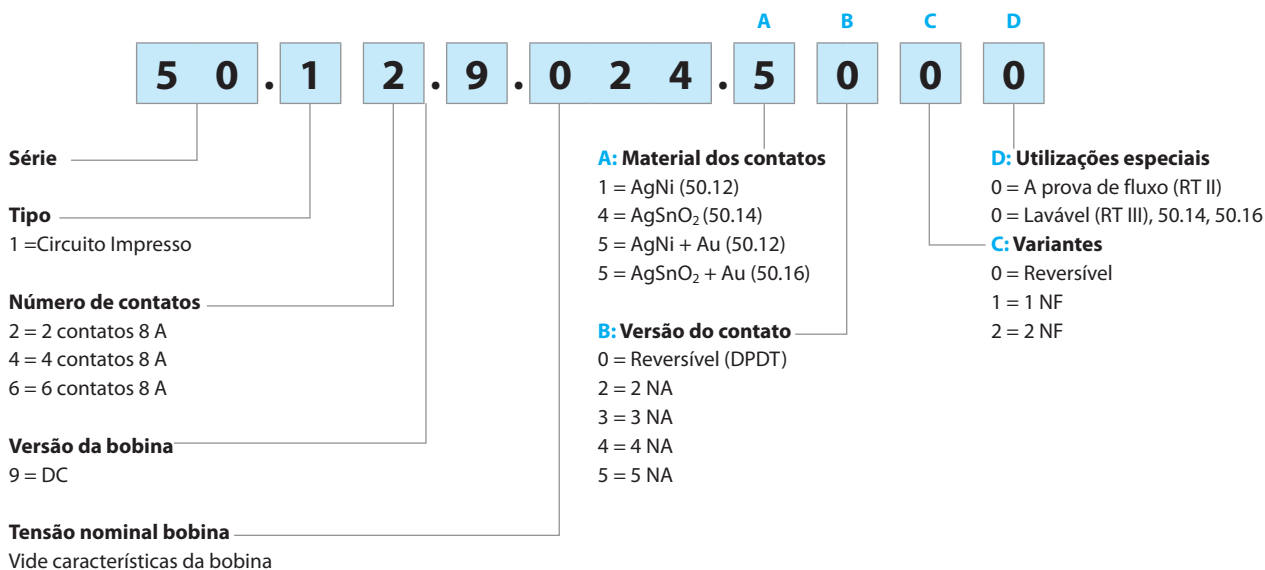 A B C D
5 0 . 1 2 . 9 . 0 2 4 . 5 0 0 0
Série
Tipo
1 =Circuito Impresso
Número de contatos
2 = 2 contatos 8 A
4 = 4 contatos 8 A
6 = 6 contatos 8 A
Versão da bobina
9 = DC
Tensão nominal bobina
Vide características da bobina
A: Material dos contatos
1 = AgNi (50.12)
4 = AgSnO₂ (50.14)
5 = AgNi + Au (50.12)
5 = AgSnO₂ + Au (50.16)
B: Versão do contato
0 = Reversível (DPDT)
2 = 2 NA
3 = 3 NA
4 = 4 NA
5 = 5 NA
D: Utilizações especiais
0 = A prova de fluxo (RT II)
0 = Lavável (RT III), 50.14, 50.16
C: Variantes
0 = Reversível
1 = 1 NF
2 = 2 NF